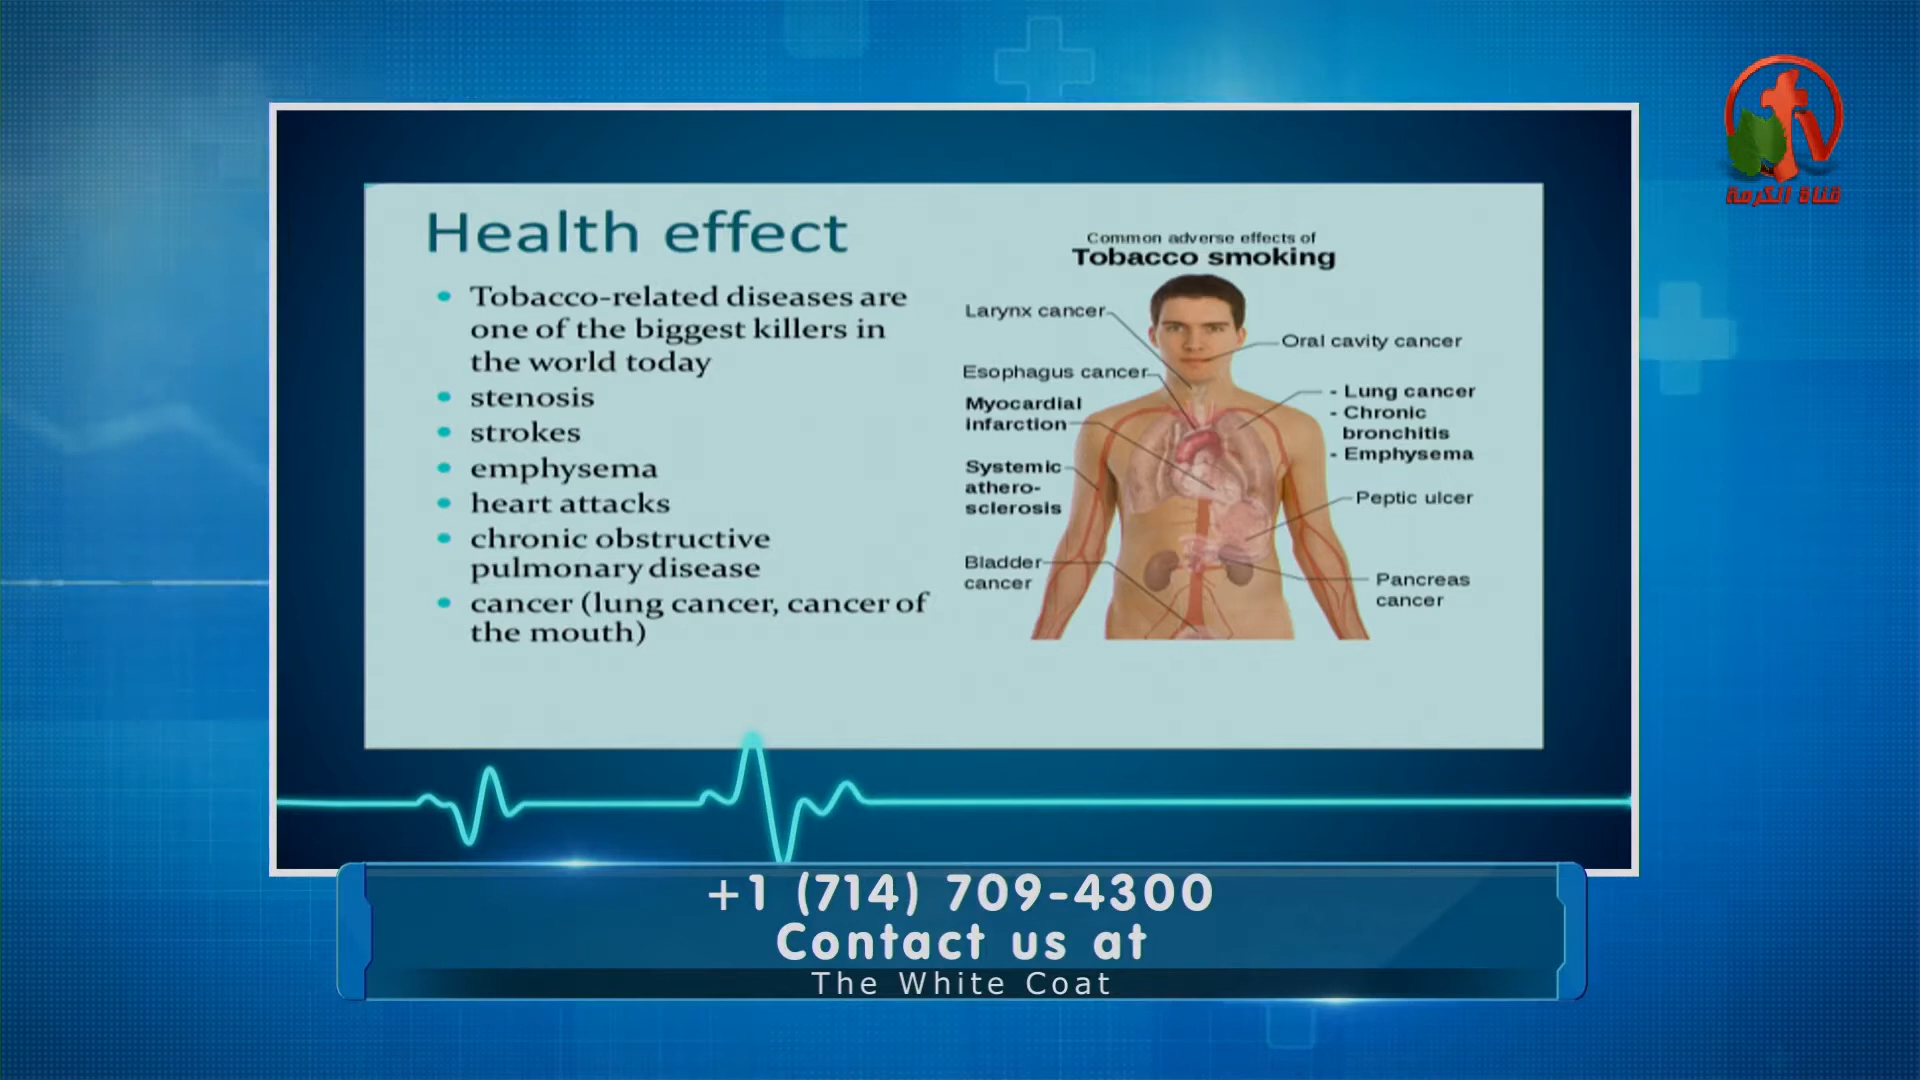 قناة الكرمة
Health effect
• Tobacco-related diseases are
one of the biggest killers in
the world today
• stenosis
• strokes
• emphysema
• heart attacks
• chronic obstructive
pulmonary disease
• cancer (lung cancer, cancer of
the mouth)
Common adverse effects of
Tobacco smoking
Larynx cancer
Oral cavity cancer
Esophagus cancer
Myocardial
infarction
- Lung cancer
- Chronic
bronchitis
- Emphysema
Systemic
athero-
sclerosis
Peptic ulcer
Bladder
cancer
Pancreas
cancer
+1 (714) 709-4300
Contact us at
The White Coat